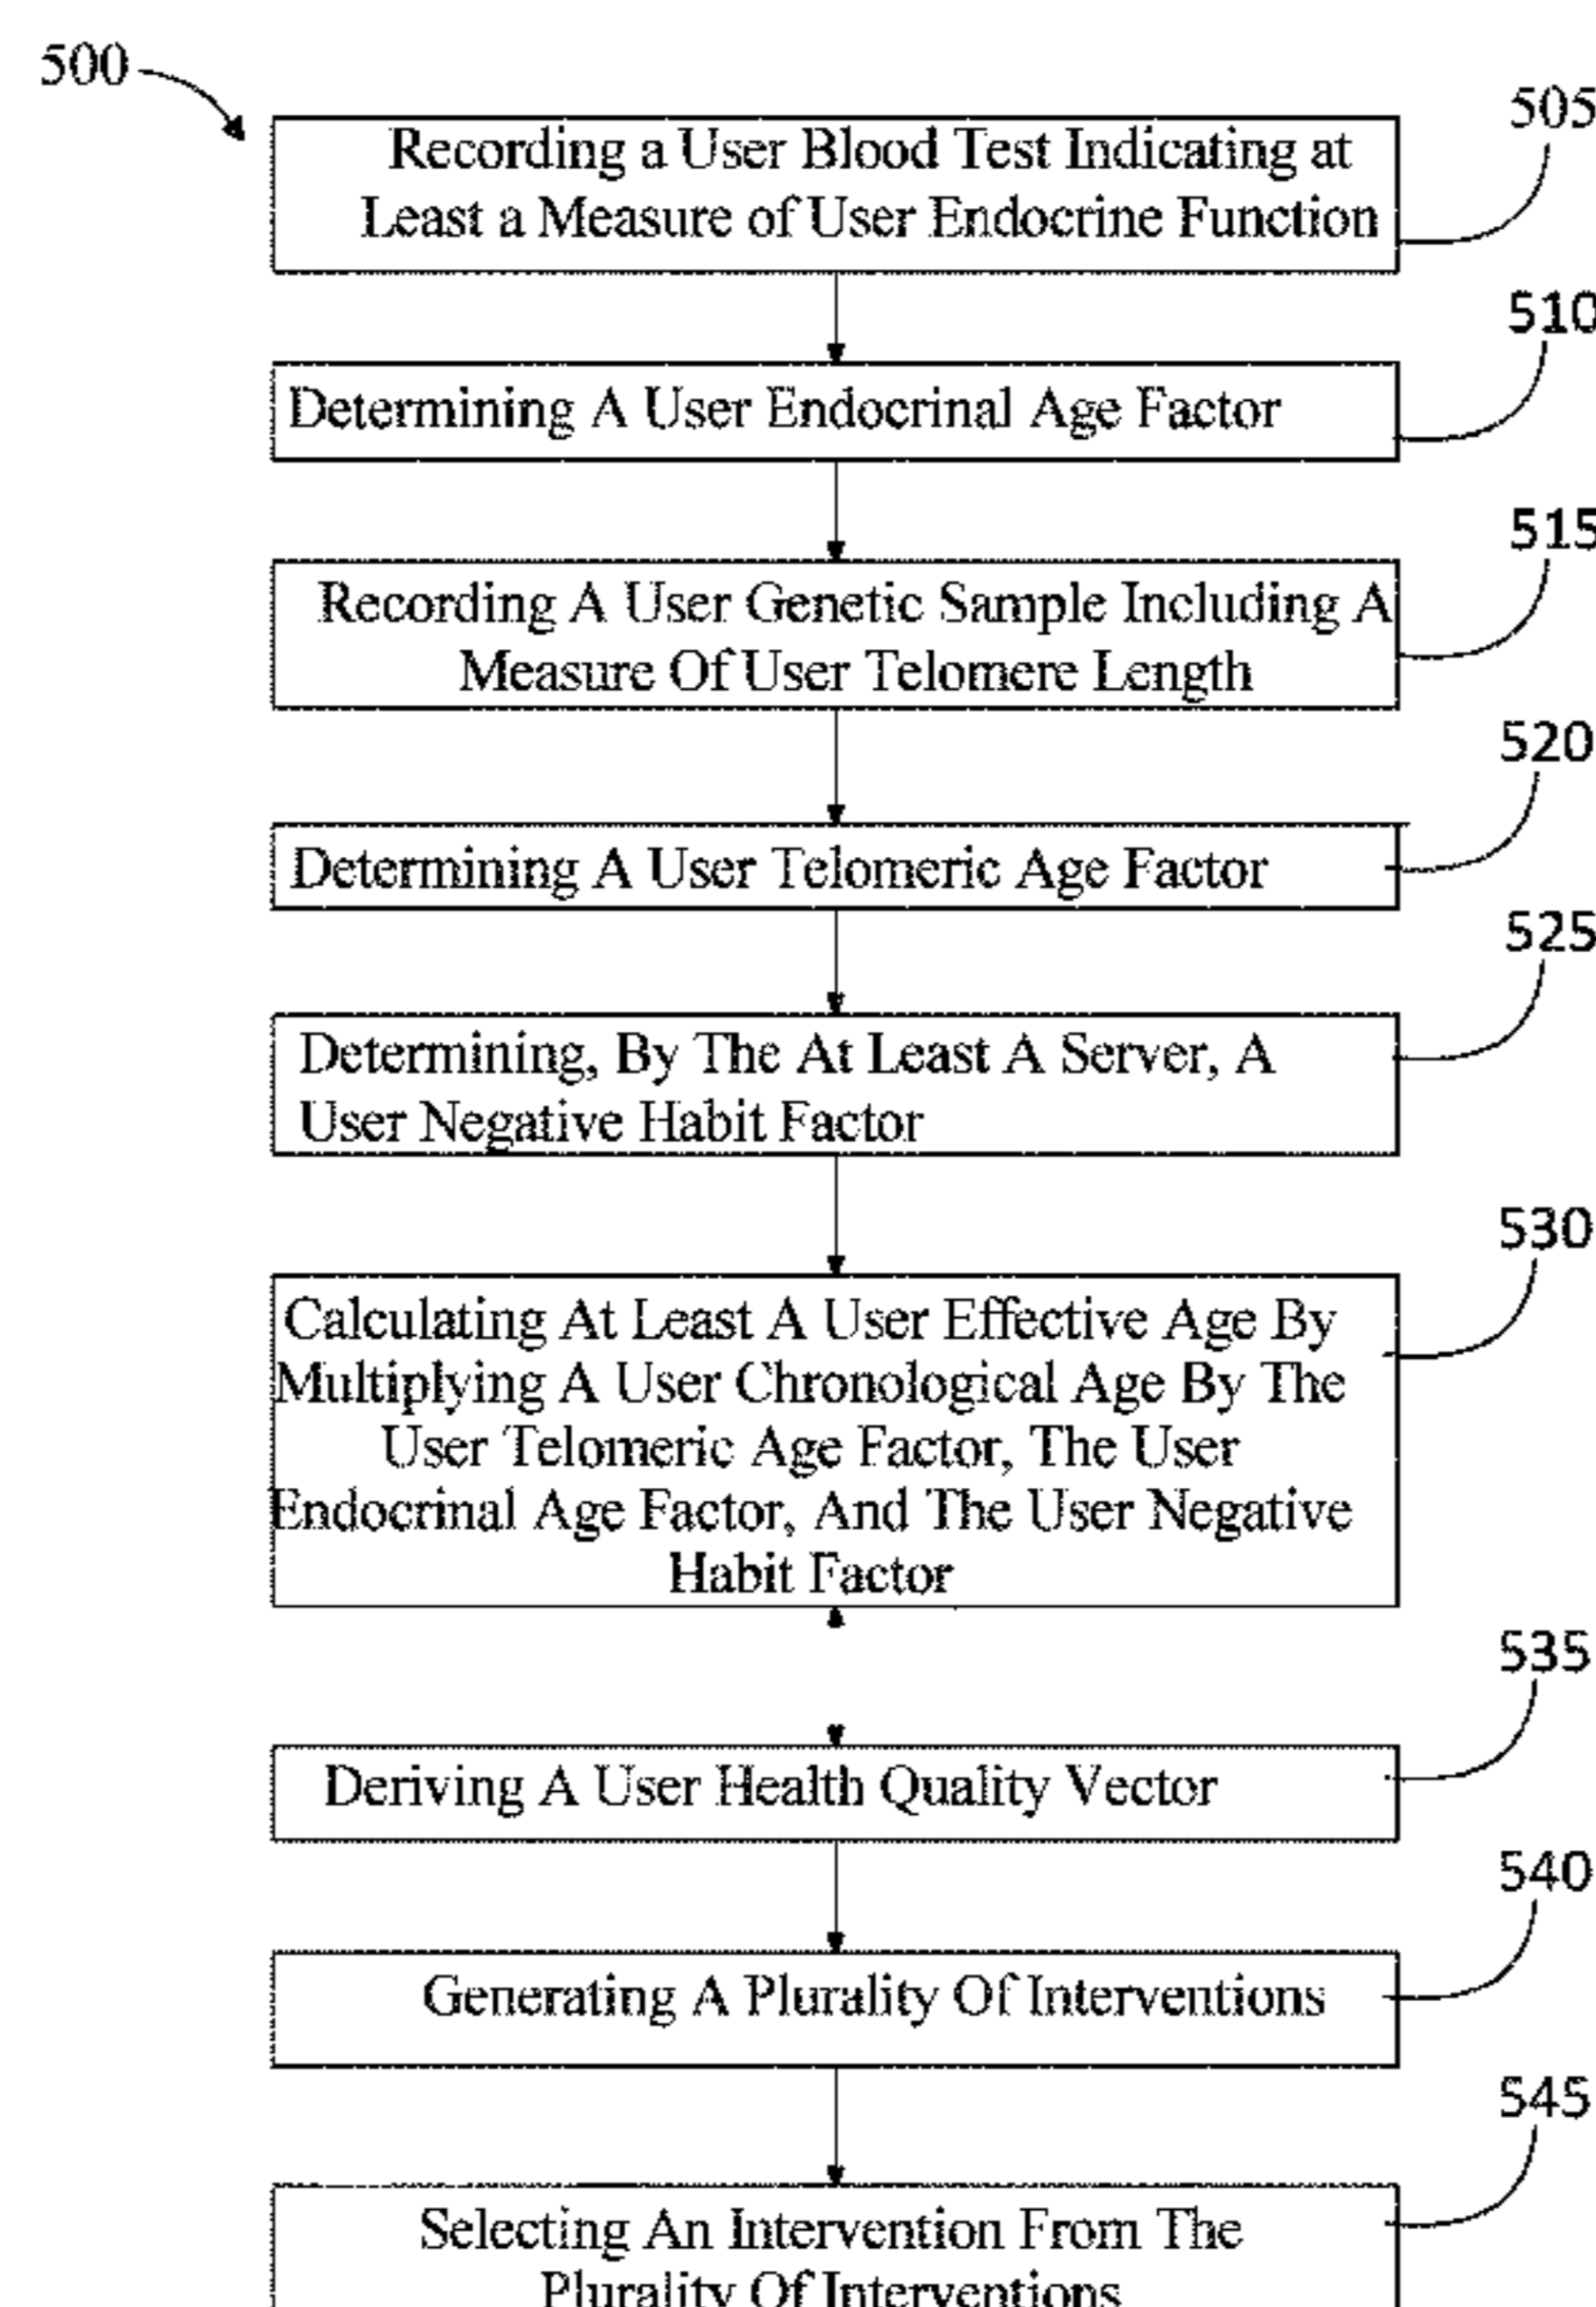 500
505
Recording a User Blood Test Indicating at
Least a Measure of User Endocrine Function
510
Determining A User Endocrinal Age Factor
515
Recording A User Genetic Sample Including A
Measure Of User Telomere Length
520
Determining A User Telomeric Age Factor
525
Determining, By The At Least A Server, A
User Negative Habit Factor
530
Calculating At Least A User Effective Age By
Multiplying A User Chronological Age By The
User Telomeric Age Factor, The User
Endocrinal Age Factor, And The User Negative
Habit Factor
535
Deriving A User Health Quality Vector
540
Generating A Plurality Of Interventions
545
Selecting An Intervention From The
Plurality Of Interventions